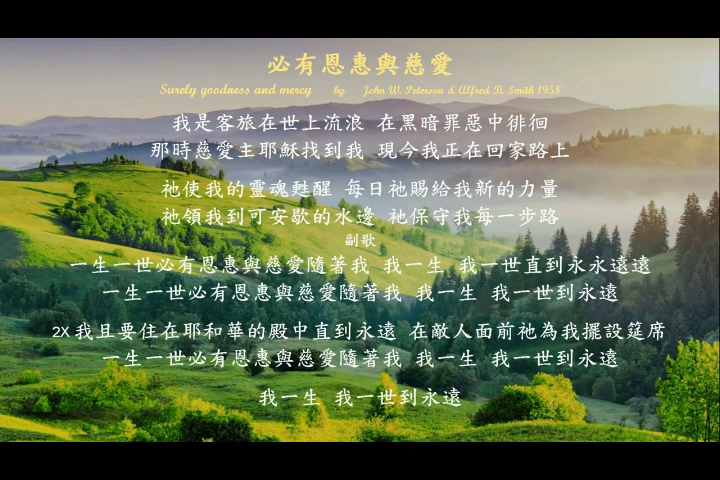 必有恩惠與慈愛
Surely goodness and mercy by John W. Peterson & Alfred B. Smith 1958
我是客旅在世上流浪 在黑暗罪惡中徘徊
那時慈愛主耶穌找到我 現今我正在回家路上
祂使我的靈魂甦醒 每日祂賜給我新的力量
祂領我到可安歇的水邊 祂保守我每一步路
副歌
一生一世必有恩惠與慈愛隨著我 我一生 我一世直到永永遠遠
一生一世必有恩惠與慈愛隨著我 我一生 我一世到永遠
2X 我且要住在耶和華的殿中直到永遠 在敵人面前祂為我擺設筵席
一生一世必有恩惠與慈愛隨著我 我一生 我一世到永遠
我一生 我一世到永遠